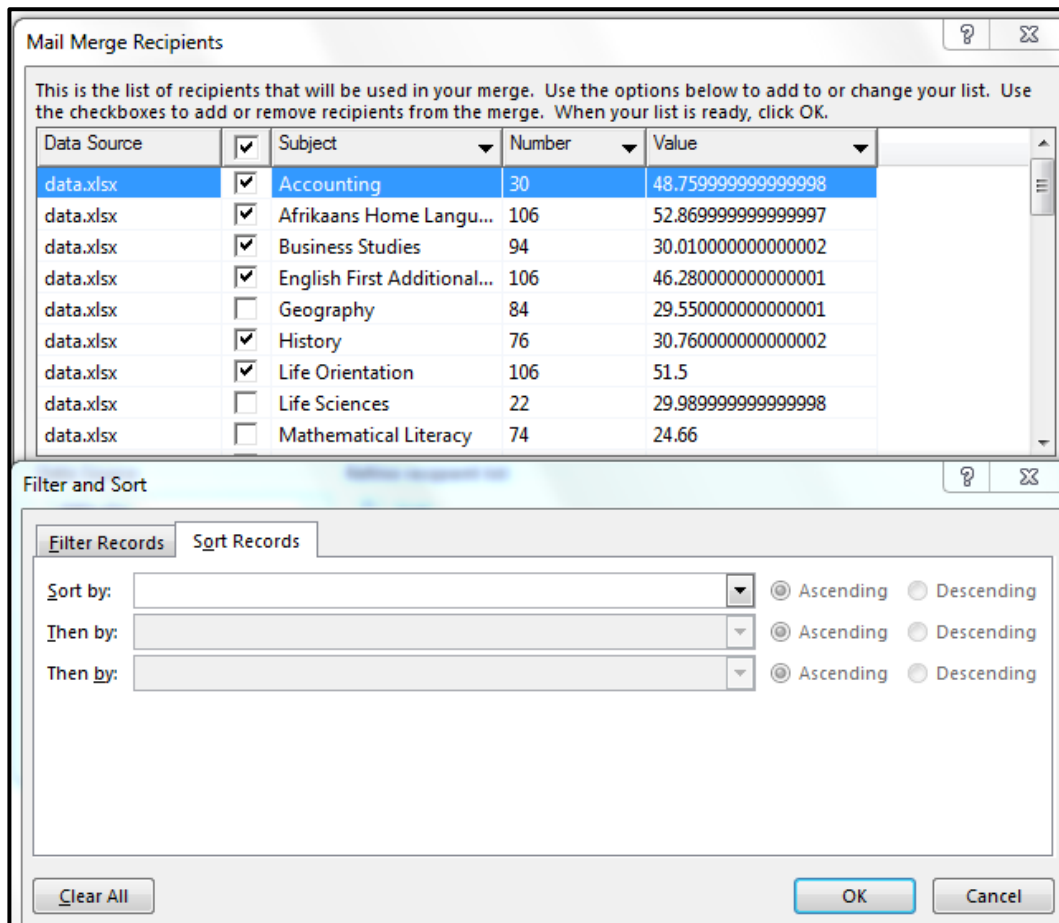 Mail Merge Recipients
This is the list of recipients that will be used in your merge. Use the options below to add to or change your list. Use
the checkboxes to add or remove recipients from the merge. When your list is ready, click OK.
Data Source Subject Number Value
data.xlsx Accounting 30 48.759999999999998
data.xlsx Afrikaans Home Langu... 106 52.869999999999997
data.xlsx Business Studies 94 30.010000000000002
data.xlsx English First Additional... 106 46.280000000000001
data.xlsx Geography 84 29.550000000000001
data.xlsx History 76 30.760000000000002
data.xlsx Life Orientation 106 51.5
data.xlsx Life Sciences 22 29.989999999999998
data.xlsx Mathematical Literacy 74 24.66
Filter and Sort
Filter Records Sort Records
Sort by: Ascending Descending
Then by: Ascending Descending
Then by: Ascending Descending
Clear All OK Cancel